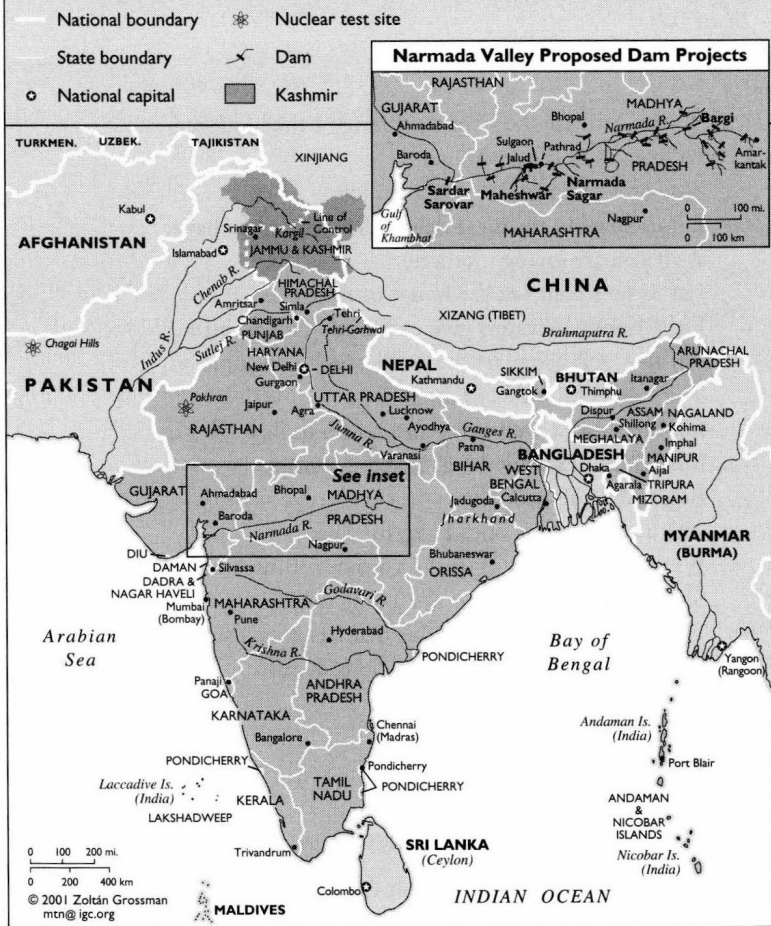 National boundary
Nuclear test site
State boundary
Dam
National capital
Kashmir
Narmada Valley Proposed Dam Projects
RAJASTHAN
GUJARAT
Ahmadabad
Bhopal
MADHYA
Narmada R.
Bargi
Baroda
Sulgaon
Jalud
Pathrad
PRADESH
Amar-
kantak
Sardar
Sarovar
Maheshwar
Narmada
Sagar
Gulf
of
Khambhat
MAHARASHTRA
Nagpur
0 100 mi.
0 100 km
TURKMEN.
UZBEK.
TAJIKISTAN
XINJIANG
Kabul
AFGHANISTAN
Srinagar
Kargil
Line of
Control
Islamabad
JAMMU & KASHMIR
CHINA
Chenab R.
HIMACHAL
PRADESH
Amritsar
Simla
Tehri
XIZANG (TIBET)
Indus R.
Sutlej R.
Chandigarh
PUNJAB
Tehri-Garhwal
Brahmaputra R.
Chagai Hills
HARYANA
New Delhi
DELHI
NEPAL
SIKKIM
ARUNACHAL
PRADESH
PAKISTAN
Gurgaon
Kathmandu
Gangtok
BHUTAN
Thimphu
Itanagar
Pokhran
Jaipur
Agra
UTTAR PRADESH
Lucknow
Ayodhya
Dispur
ASSAM
NAGALAND
RAJASTHAN
Jumna R.
Ganges R.
Shillong
Kohima
MEGHALAYA
Varanasi
Patna
BANGLADESH
Imphal
MANIPUR
See inset
BIHAR
WEST
BENGAL
Dhaka
Aijal
GUJARAT
Ahmadabad
Bhopal
MADHYA
PRADESH
Jadugoda
Calcutta
Agarala
TRIPURA
MIZORAM
Baroda
Narmada R.
Jharkhand
MYANMAR
(BURMA)
DIU
Nagpur
Bhubaneswar
DAMAN
Silvassa
ORISSA
DADRA &
NAGAR HAVELI
Mumbai
(Bombay)
MAHARASHTRA
Godavari R.
Pune
Hyderabad
Arabian
Sea
Krishna R.
PONDICHERRY
Bay of
Bengal
Yangon
(Rangoon)
Panaji
GOA
ANDHRA
PRADESH
KARNATAKA
Chennai
(Madras)
Andaman Is.
(India)
Bangalore
PONDICHERRY
Pondicherry
Port Blair
Laccadive Is.
(India)
TAMIL
NADU
PONDICHERRY
KERALA
LAKSHADWEEP
ANDAMAN
&
NICOBAR
ISLANDS
Trivandrum
SRI LANKA
(Ceylon)
Nicobar Is.
(India)
0 100 200 mi.
0 200 400 km
Colombo
INDIAN OCEAN
© 2001 Zoltán Grossman
mtn@igc.org
MALDIVES